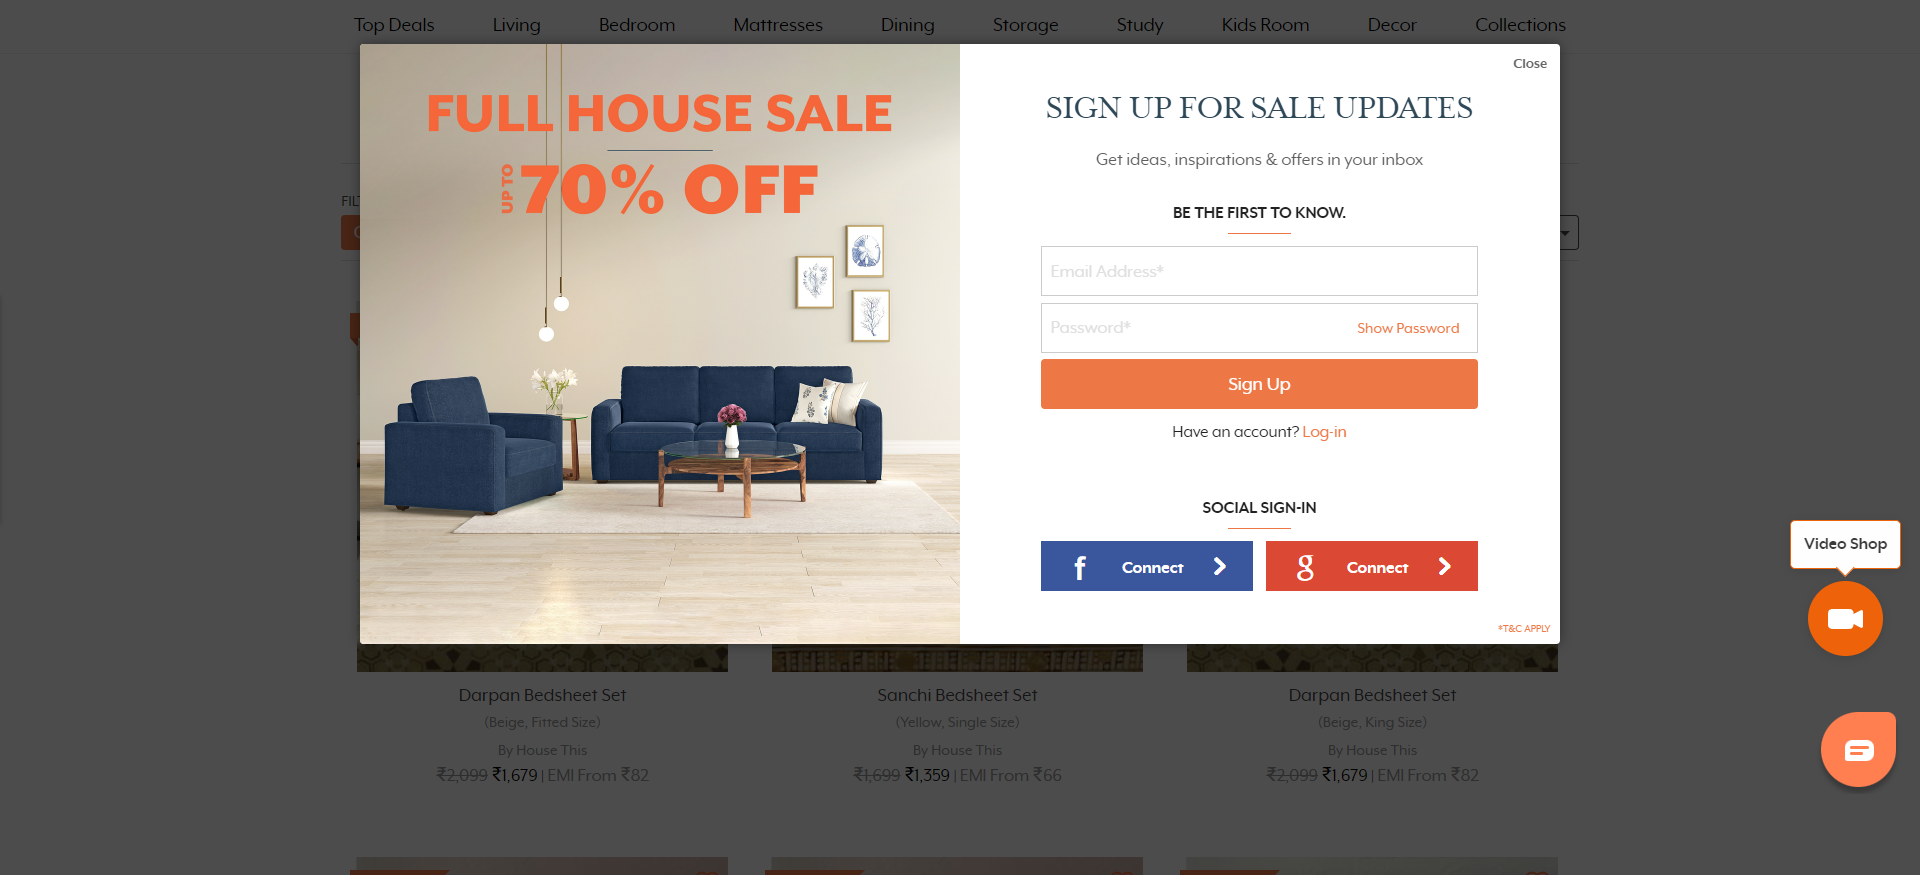 Top Deals Living Bedroom Mattresses Dining Storage Study Kids Room Decor Collections
Close
FULL HOUSE SALE
UP TO 70% OFF
SIGN UP FOR SALE UPDATES
Get ideas, inspirations & offers in your inbox
BE THE FIRST TO KNOW.
Email Address*
Password*
Show Password
Sign Up
Have an account? Log-in
SOCIAL SIGN-IN
f Connect
g Connect
*T&C APPLY
Video Shop
Darpan Bedsheet Set
(Beige, Fitted Size)
By House This
₹2,099 ₹1,679 | EMI From ₹82
Sanchi Bedsheet Set
(Yellow, Single Size)
By House This
₹1,699 ₹1,359 | EMI From ₹66
Darpan Bedsheet Set
(Beige, King Size)
By House This
₹2,099 ₹1,679 | EMI From ₹82